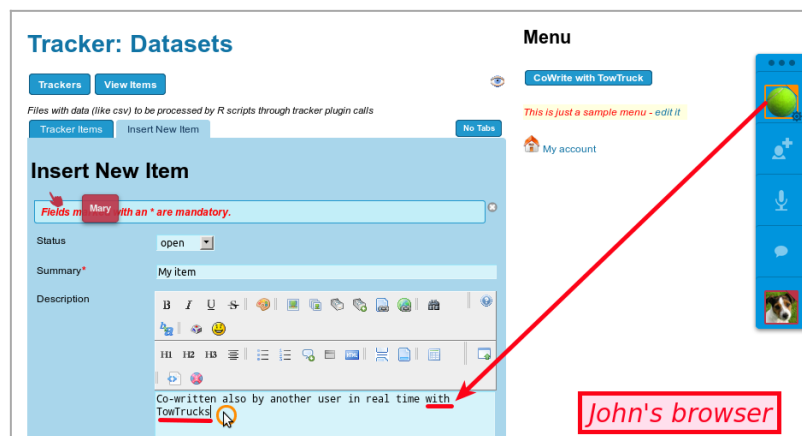 Tracker: Datasets
Trackers
View Items
Files with data (like csv) to be processed by R scripts through tracker plugin calls
Tracker Items
Insert New Item
No Tabs
Insert New Item
Fields m with an * are mandatory.
Mary
Status
open
Summary*
My item
Description
B I U S
H1 H2 H3
Co-written also by another user in real time with
TowTrucks
Menu
CoWrite with TowTruck
This is just a sample menu - edit it
My account
John's browser